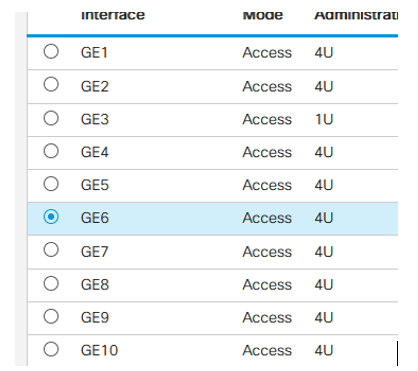 Interface Mode Administrati
GE1 Access 4U
GE2 Access 4U
GE3 Access 1U
GE4 Access 4U
GE5 Access 4U
GE6 Access 4U
GE7 Access 4U
GE8 Access 4U
GE9 Access 4U
GE10 Access 4U